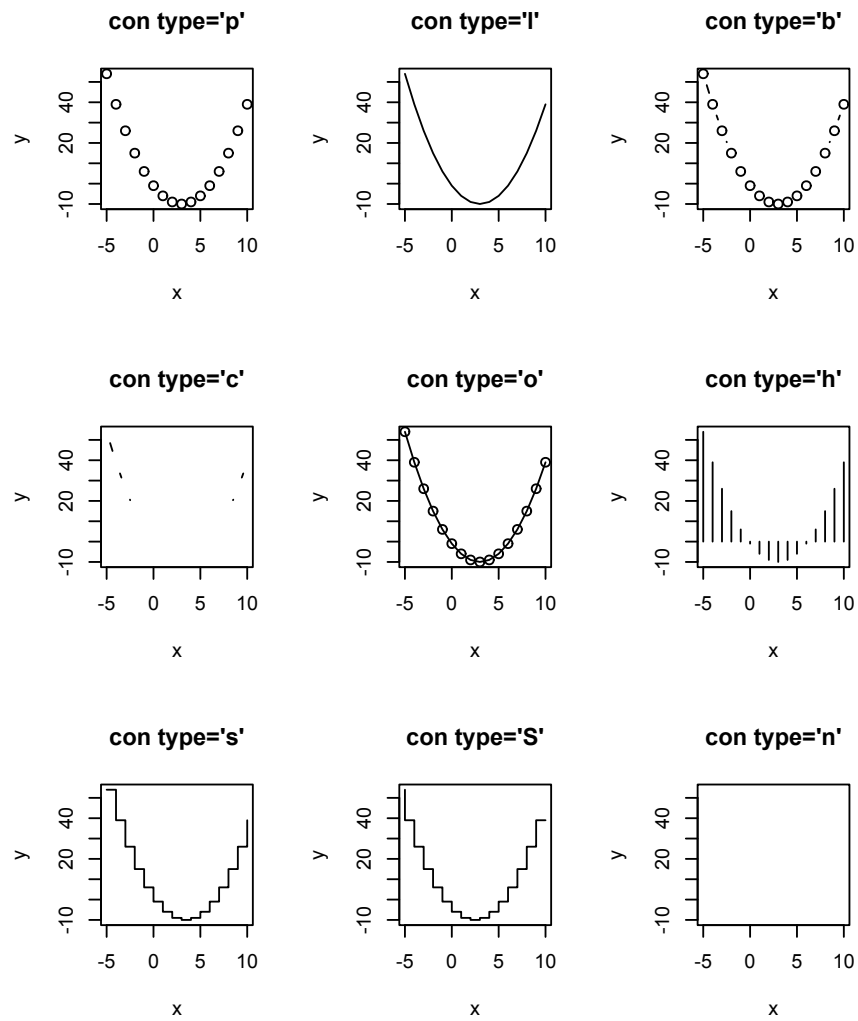 con type='p'
y
-10 20 40
-5 0 5 10
x
con type='l'
y
-10 20 40
-5 0 5 10
x
con type='b'
y
-10 20 40
-5 0 5 10
x
con type='c'
y
-10 20 40
-5 0 5 10
x
con type='o'
y
-10 20 40
-5 0 5 10
x
con type='h'
y
-10 20 40
-5 0 5 10
x
con type='s'
y
-10 20 40
-5 0 5 10
x
con type='S'
y
-10 20 40
-5 0 5 10
x
con type='n'
y
-10 20 40
-5 0 5 10
x